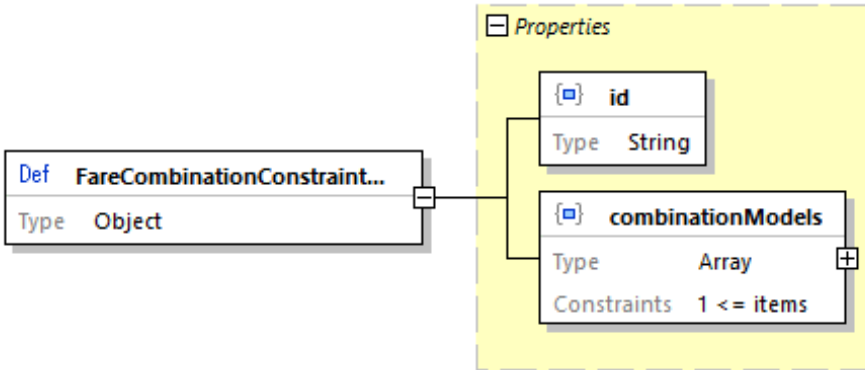 Properties
id
Type String
Def FareCombinationConstraint...
Type Object
combinationModels
Type Array
Constraints 1 <= items